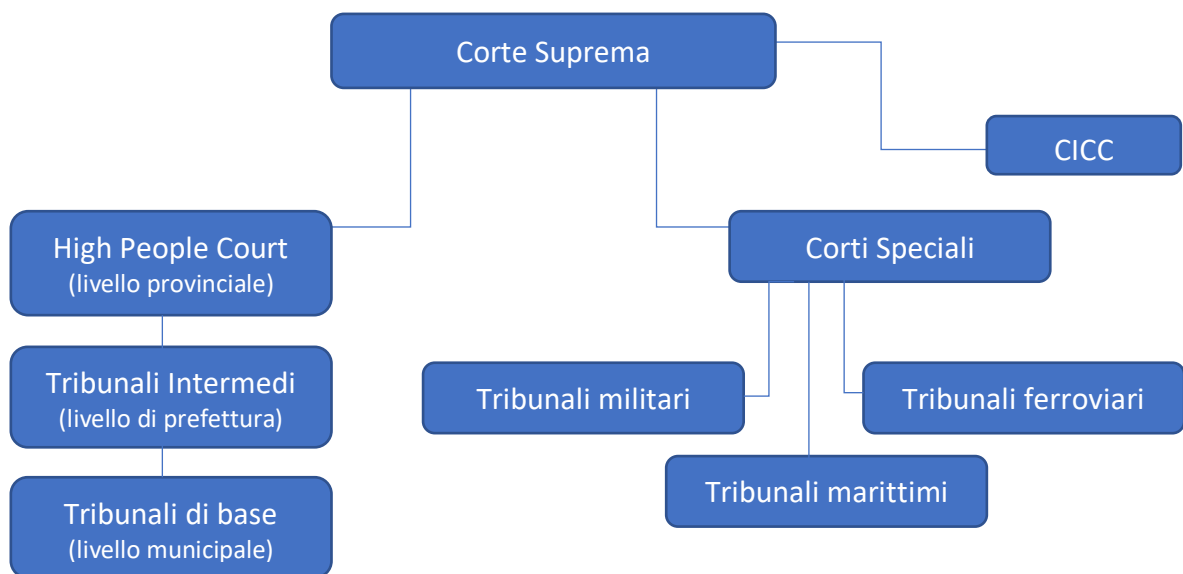 Corte Suprema
CICC
High People Court
(livello provinciale)
Corti Speciali
Tribunali Intermedi
(livello di prefettura)
Tribunali militari
Tribunali ferroviari
Tribunali marittimi
Tribunali di base
(livello municipale)